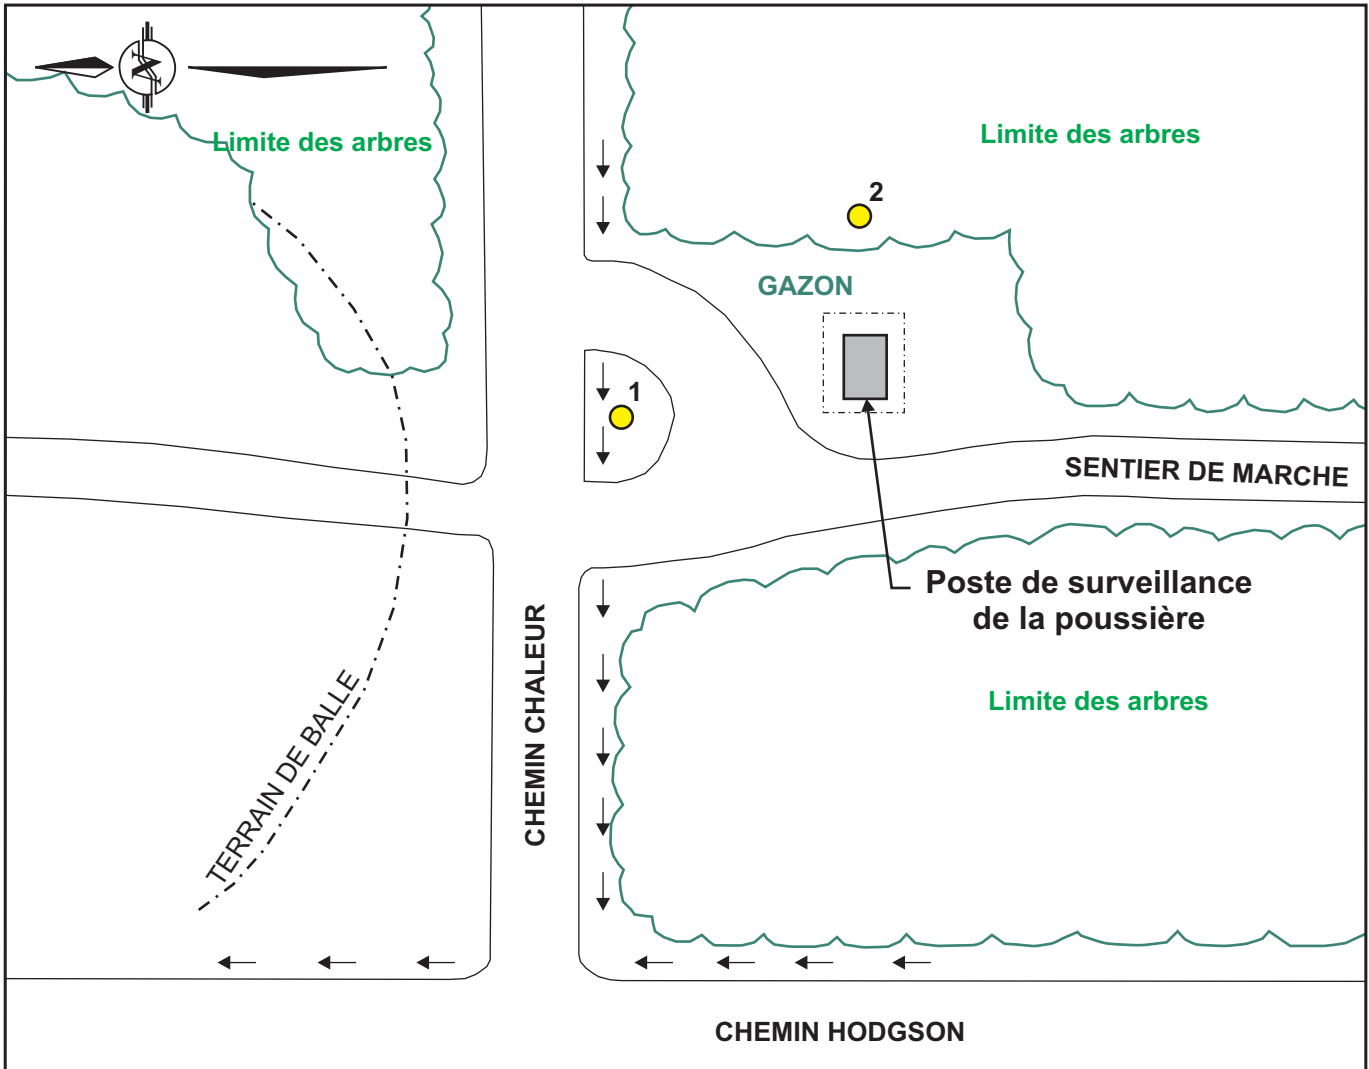 N
Limite des arbres
Limite des arbres
2
GAZON
1
SENTIER DE MARCHE
Poste de surveillance
de la poussière
CHEMIN CHALEUR
TERRAIN DE BALLE
Limite des arbres
CHEMIN HODGSON